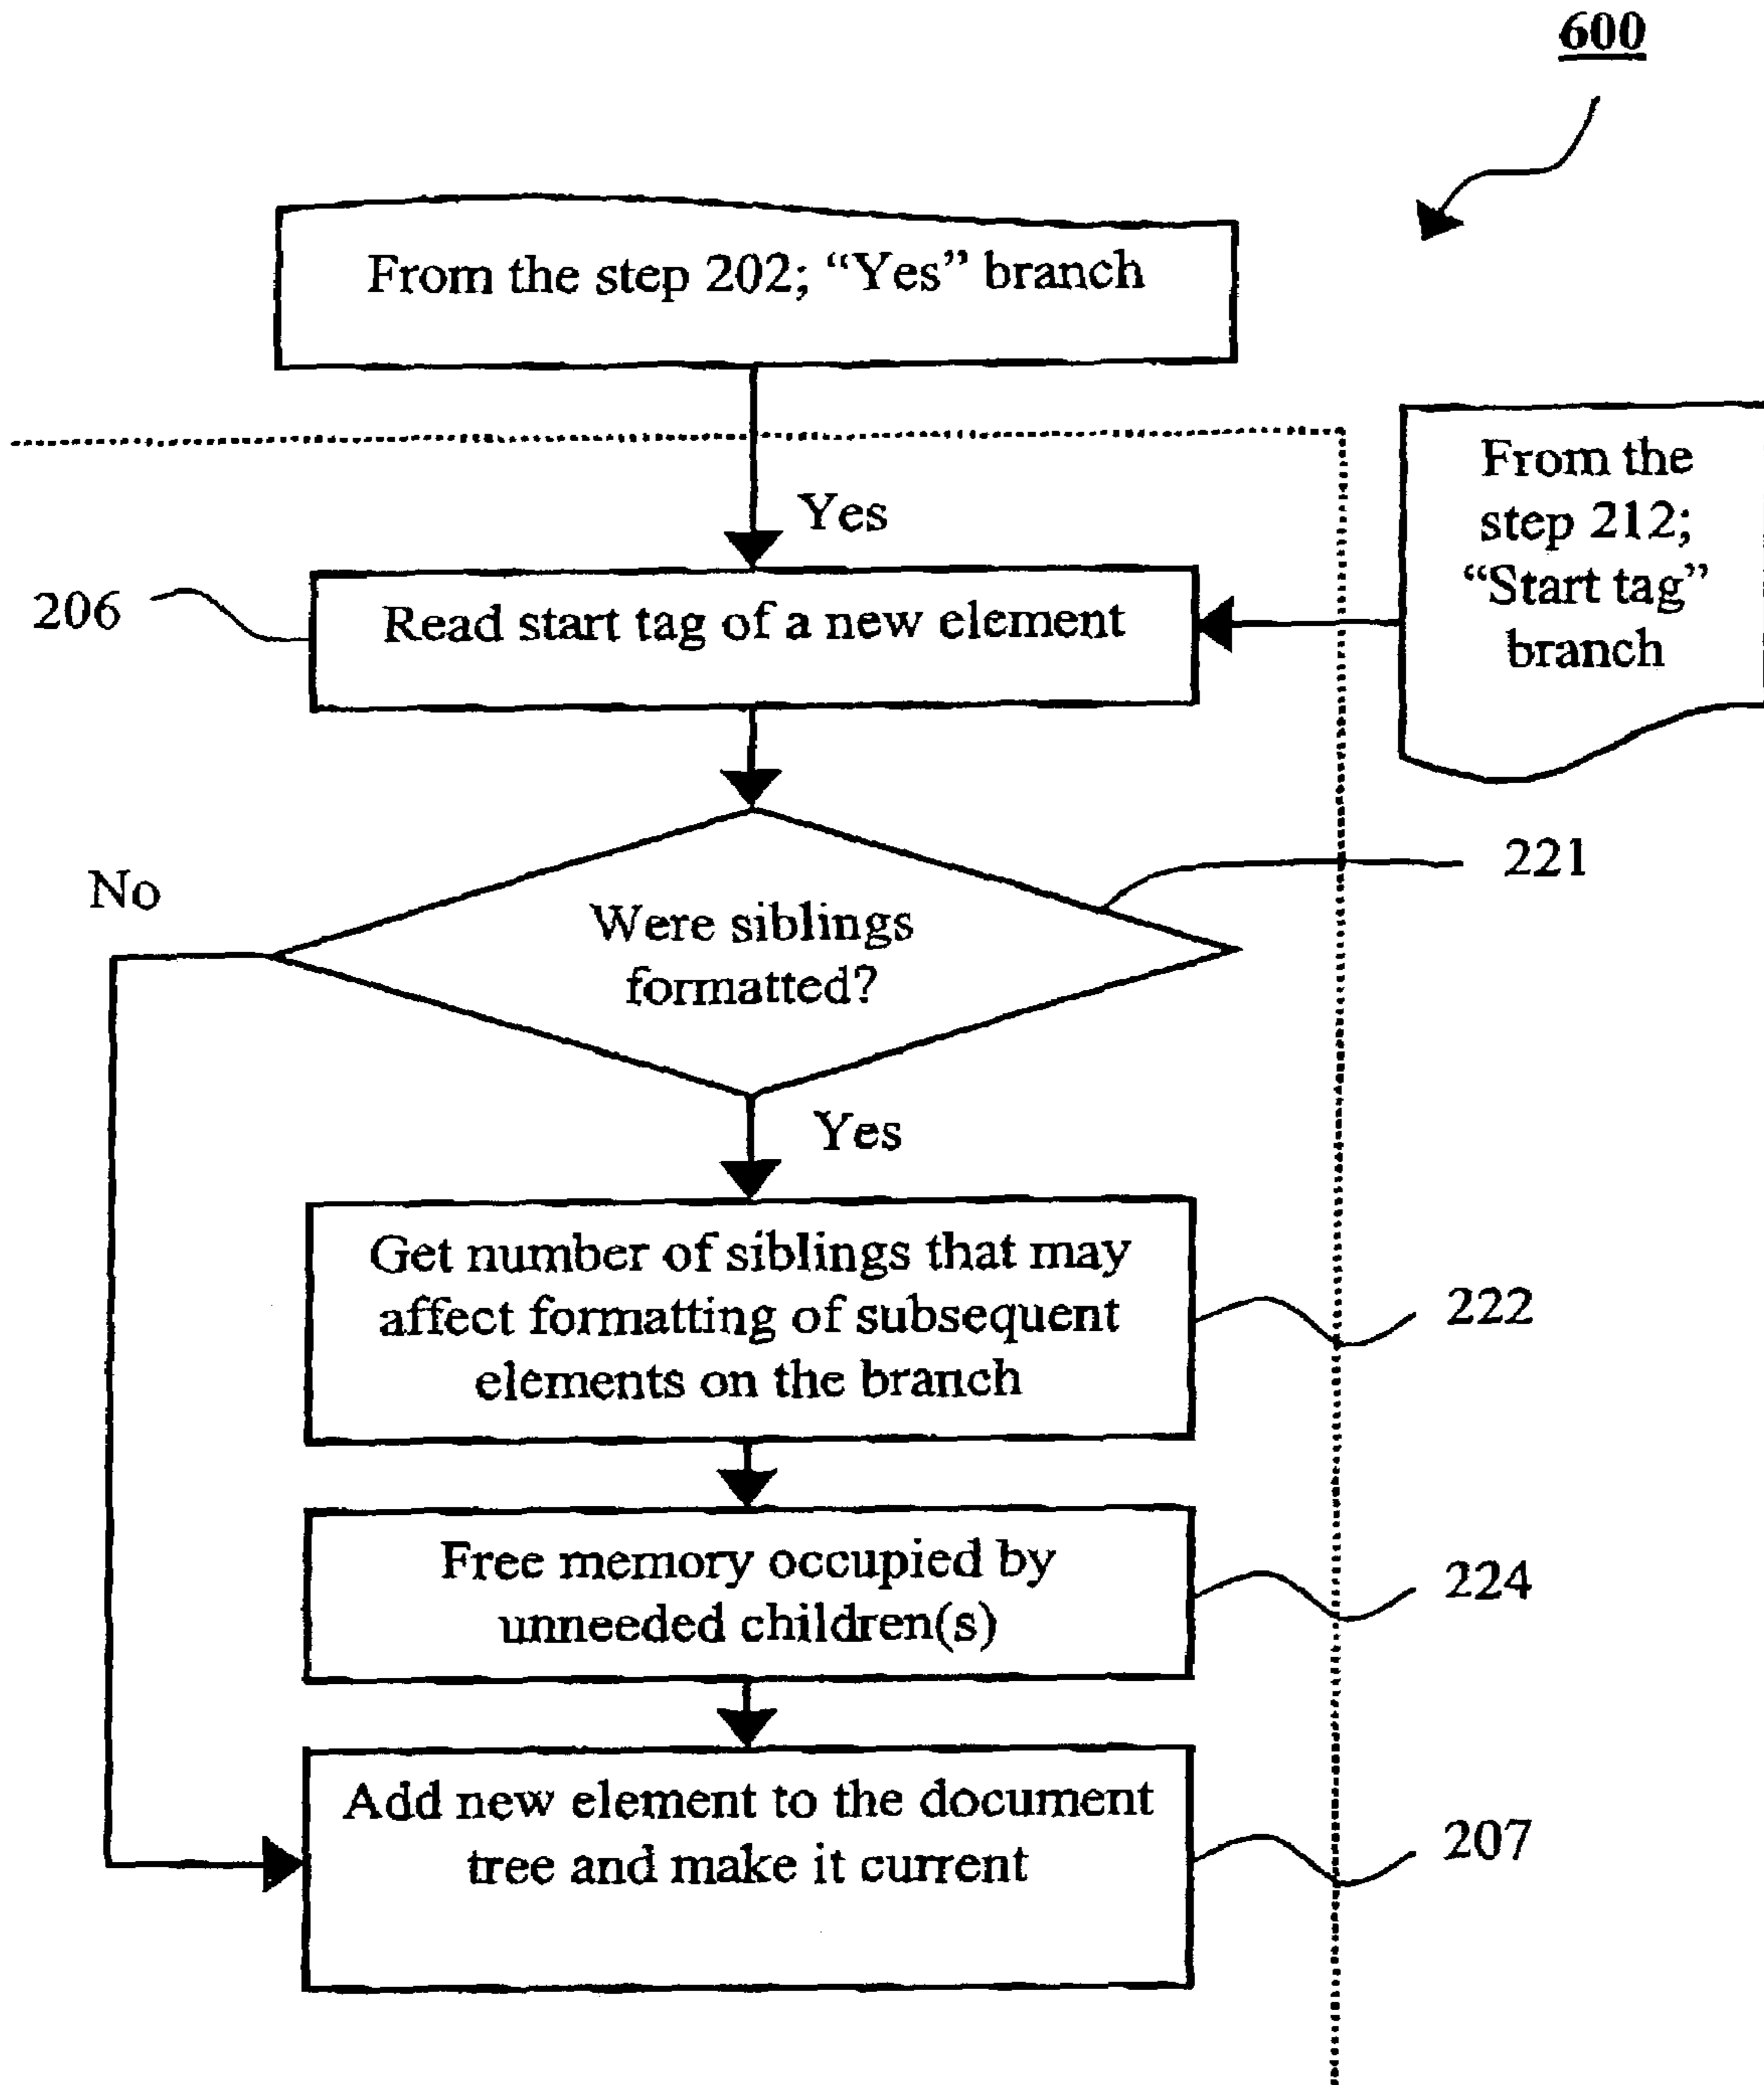 600
From the step 202; “Yes” branch
Yes
From the
step 212;
“Start tag”
branch
206
Read start tag of a new element
221
No
Were siblings
formatted?
Yes
Get number of siblings that may
affect formatting of subsequent
elements on the branch
222
Free memory occupied by
unneeded children(s)
224
Add new element to the document
tree and make it current
207